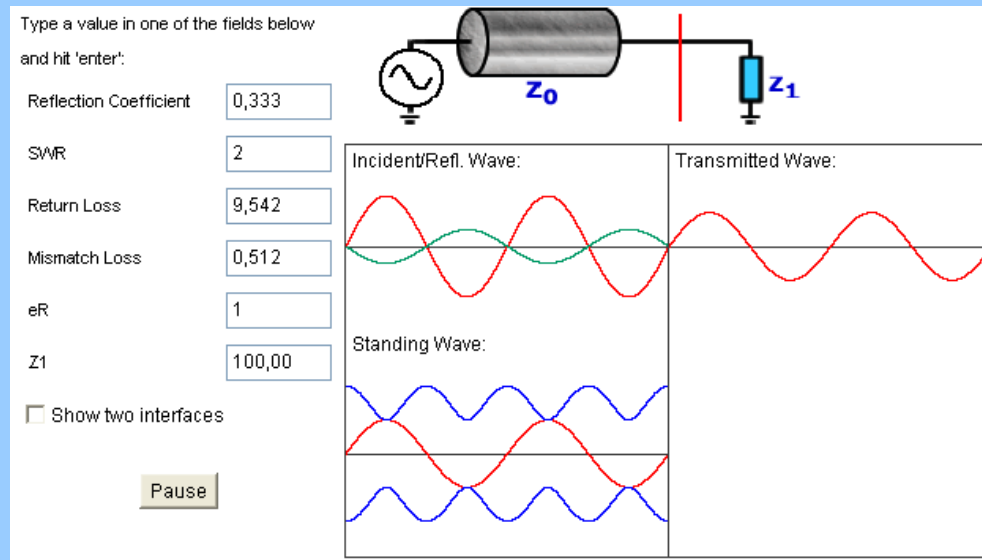 Type a value in one of the fields below
and hit 'enter':
Reflection Coefficient 0,333
SWR 2
Return Loss 9,542
Mismatch Loss 0,512
eR 1
Z1 100,00
Show two interfaces
Pause
Z0
Z1
Incident/Refl. Wave:
Transmitted Wave:
Standing Wave: